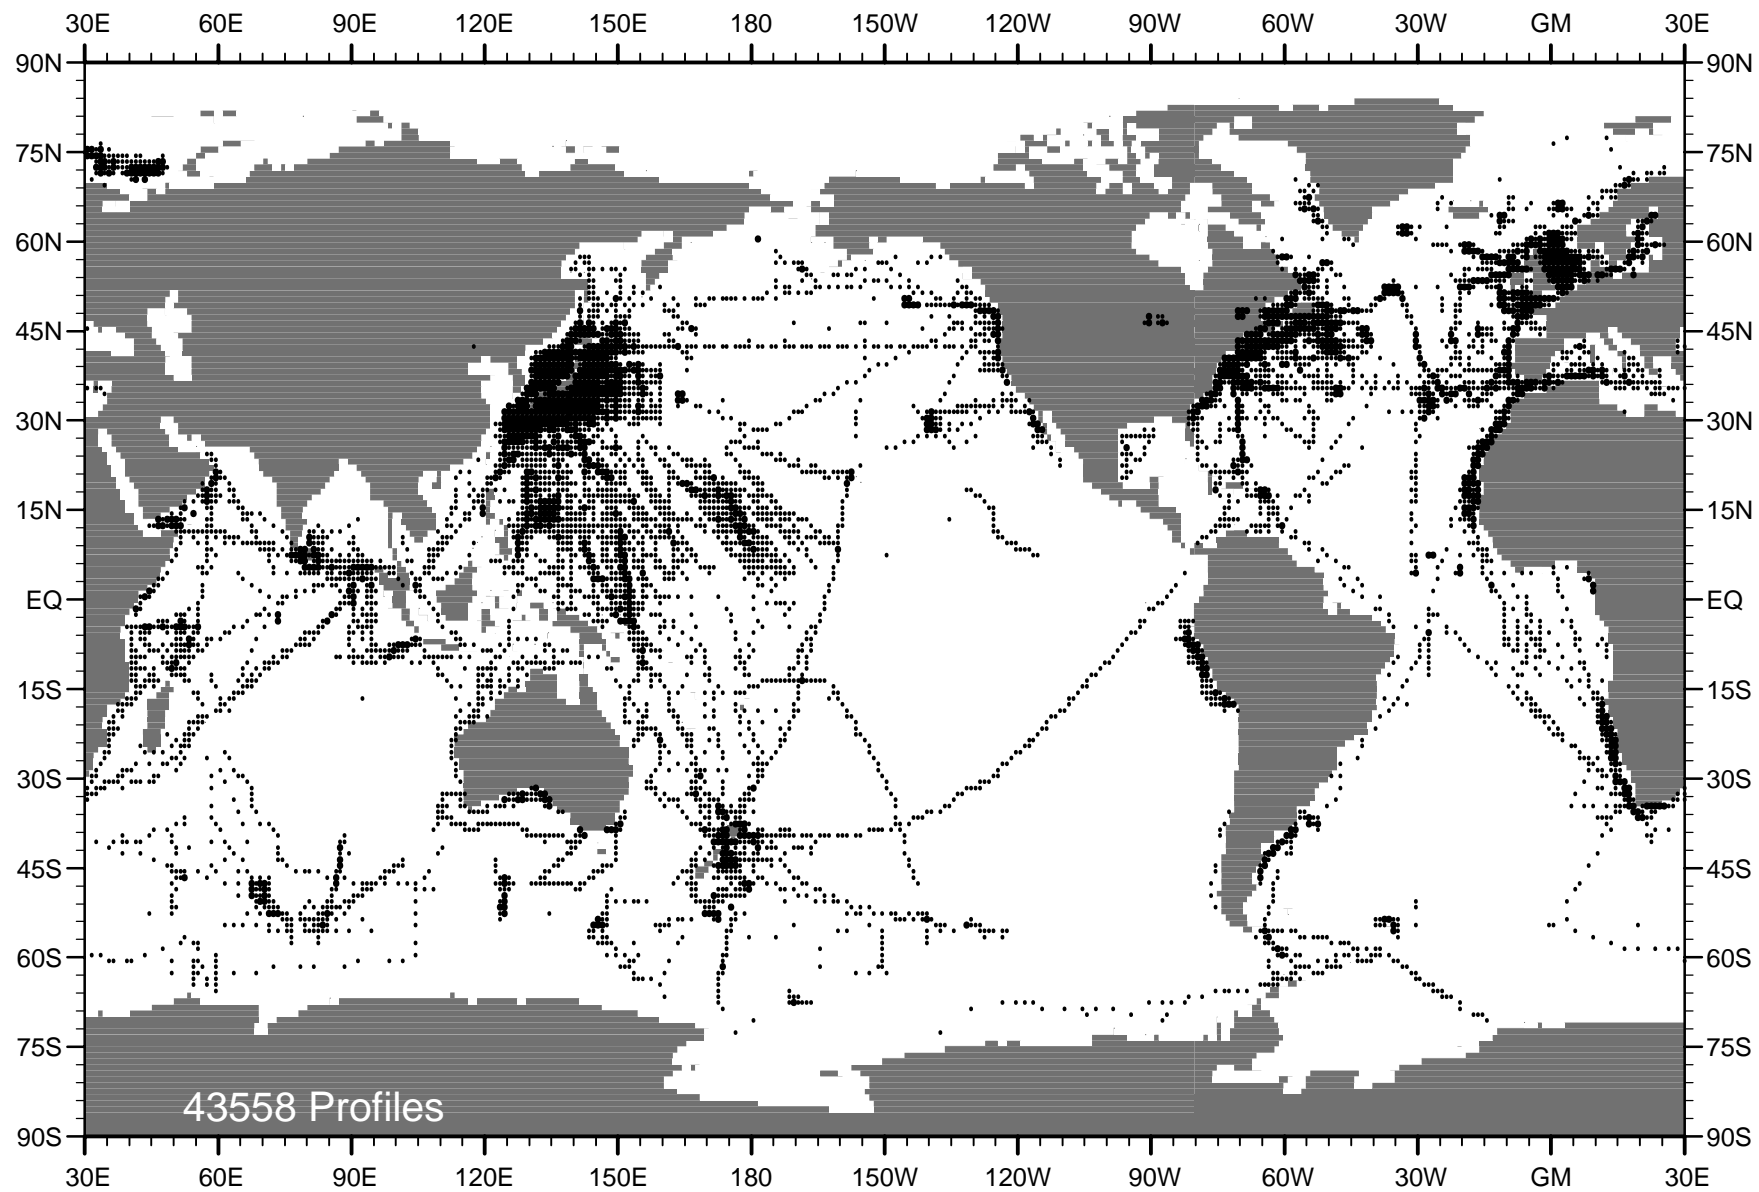 30E 60E 90E 120E 150E 180 150W 120W 90W 60W 30W GM 30E
90N 90N
75N 75N
60N 60N
45N 45N
30N 30N
15N 15N
EQ EQ
15S 15S
30S 30S
45S 45S
60S 60S
75S 75S
43558 Profiles
90S 90S
30E 60E 90E 120E 150E 180 150W 120W 90W 60W 30W GM 30E